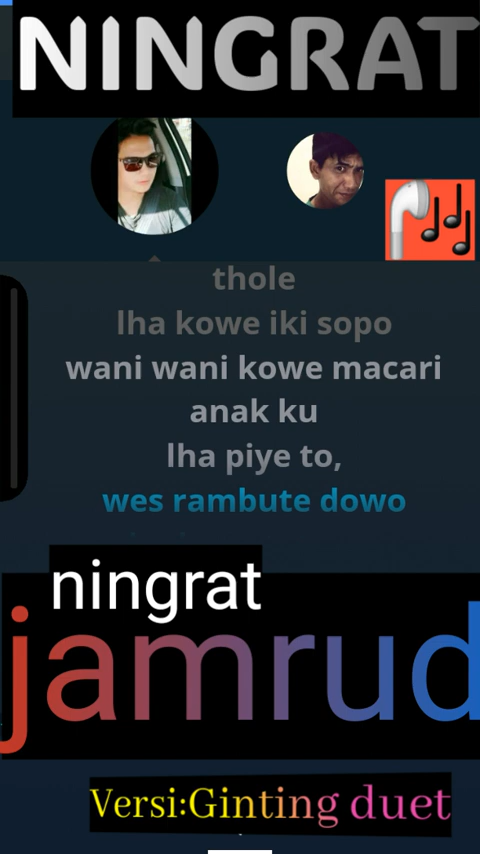 NINGRAT
thole
lha kowe iki sopo
wani wani kowe macari
anak ku
lha piye to,
wes rambute dowo
ningrat
jamrud
Versi:Ginting duet